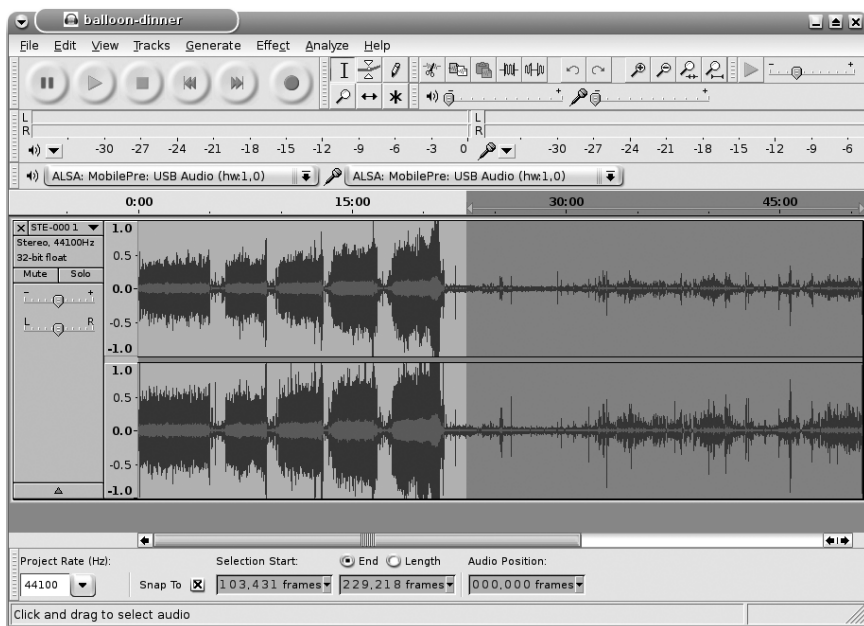 balloon-dinner
File Edit View Tracks Generate Effect Analyze Help
L
R
-30 -27 -24 -21 -18 -15 -12 -9 -6 -3 0
L
R
-30 -27 -24 -21 -18 -15 -12 -9 -6
ALSA: MobilePre: USB Audio (hw:1,0) ALSA: MobilePre: USB Audio (hw:1,0)
0:00 15:00 30:00 45:00
STE-000 1
Stereo, 44100Hz
32-bit float
Mute Solo
- +
L R
1.0
0.5
0.0
-0.5
-1.0
1.0
0.5
0.0
-0.5
-1.0
Project Rate (Hz): Selection Start: End Length Audio Position:
44100 Snap To 103,431 frames 229,218 frames 000,000 frames
Click and drag to select audio